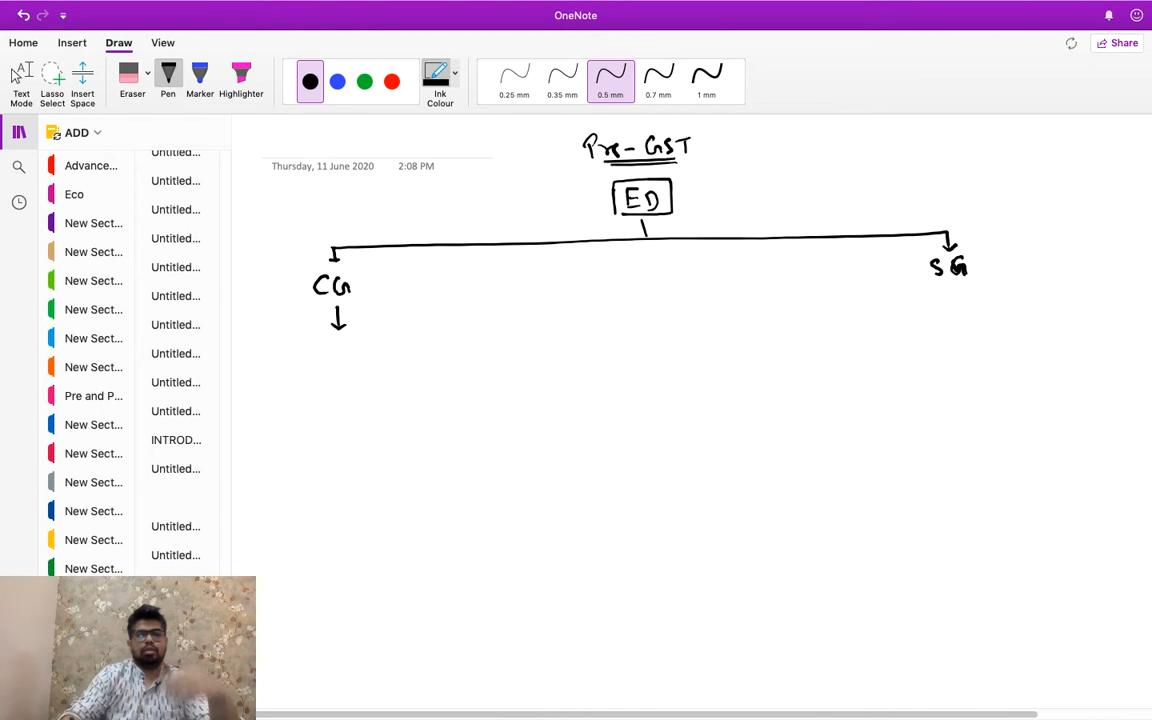 OneNote
Home Insert Draw View
Share
Text Mode
Lasso Select
Insert Space
Eraser
Pen
Marker
Highlighter
Ink Colour
0.25 mm
0.35 mm
0.5 mm
0.7 mm
1 mm
ADD
Advance...
Eco
New Sect...
New Sect...
New Sect...
New Sect...
New Sect...
New Sect...
Pre and P...
New Sect...
New Sect...
New Sect...
New Sect...
New Sect...
New Sect...
Untitled...
Untitled...
Untitled...
Untitled...
Untitled...
Untitled...
Untitled...
Untitled...
Untitled...
Untitled...
INTROD...
Untitled...
Untitled...
Untitled...
Thursday, 11 June 2020 2:08 PM
Pre-GST
ED
CG
SG